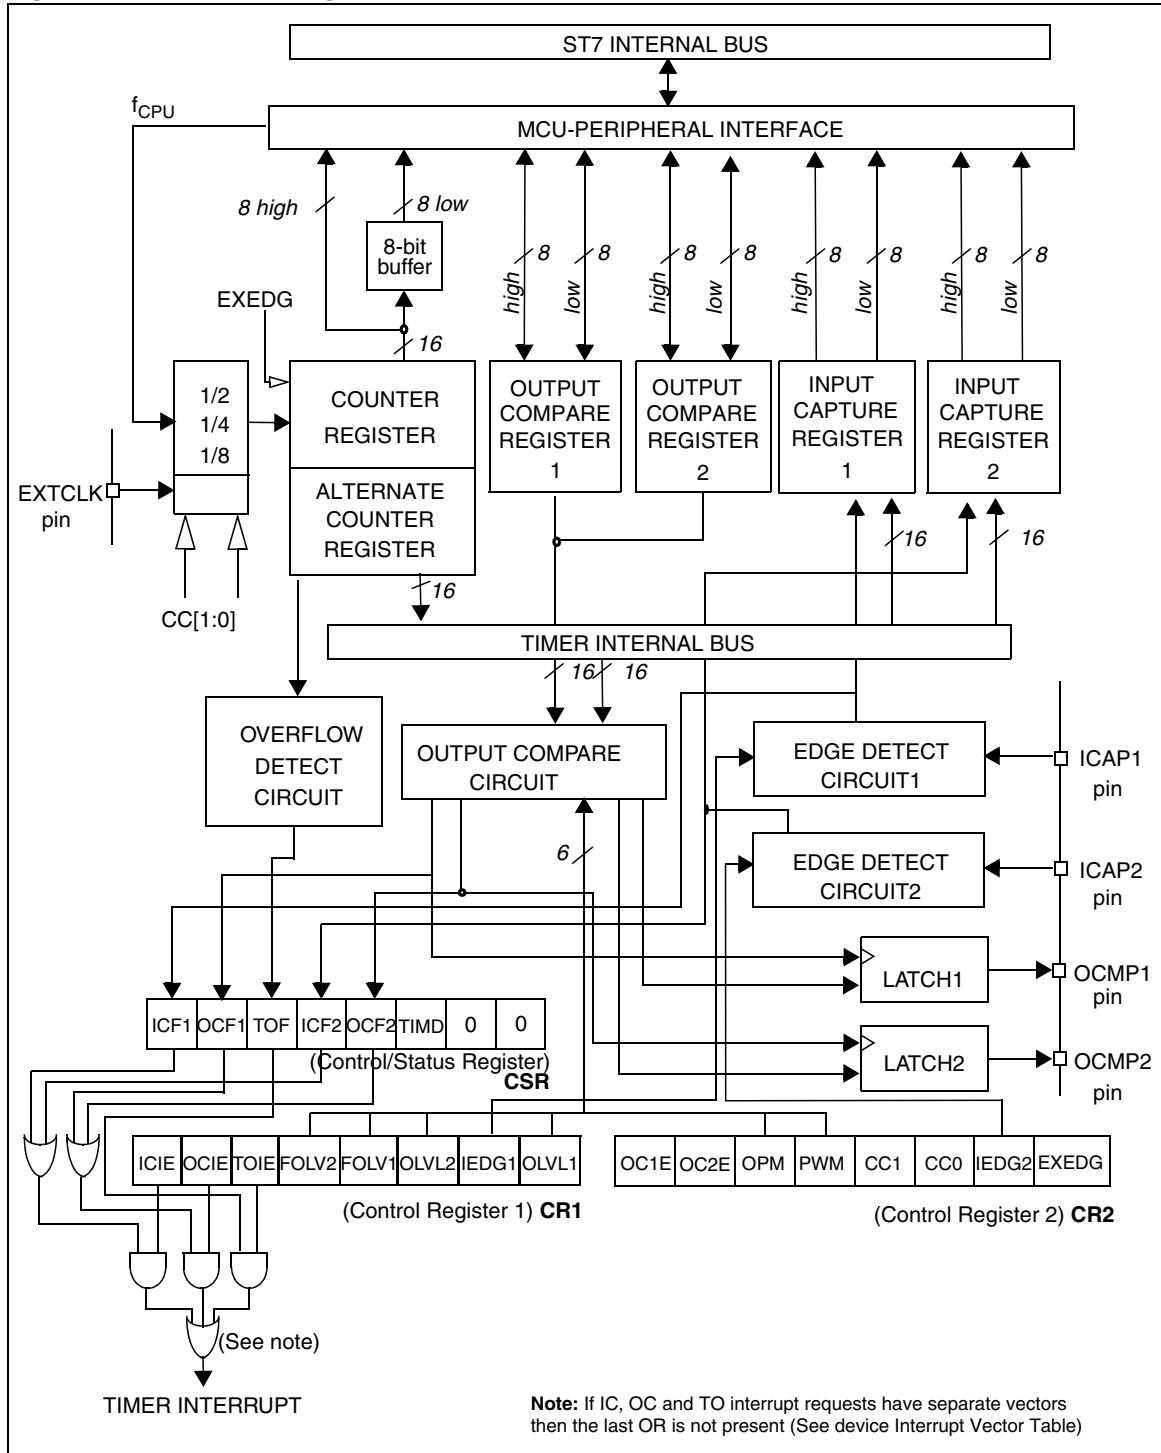 ST7 INTERNAL BUS
fCPU
MCU-PERIPHERAL INTERFACE
8 high
8 low
8-bit
buffer
high
8
low
8
high
8
low
8
high
8
low
8
high
8
low
8
EXEDG
16
1/2
1/4
1/8
COUNTER
REGISTER
OUTPUT
COMPARE
REGISTER
1
OUTPUT
COMPARE
REGISTER
2
INPUT
CAPTURE
REGISTER
1
INPUT
CAPTURE
REGISTER
2
EXTCLK
pin
ALTERNATE
COUNTER
REGISTER
16
16
16
CC[1:0]
TIMER INTERNAL BUS
16
16
OVERFLOW
DETECT
CIRCUIT
OUTPUT COMPARE
CIRCUIT
EDGE DETECT
CIRCUIT1
ICAP1
pin
6
EDGE DETECT
CIRCUIT2
ICAP2
pin
LATCH1
OCMP1
pin
ICF1 OCF1 TOF ICF2 OCF2 TIMD 0 0
(Control/Status Register)
CSR
LATCH2
OCMP2
pin
ICIE OCIE TOIE FOLV2 FOLV1 OLVL2 IEDG1 OLVL1
OC1E OC2E OPM PWM CC1 CC0 IEDG2 EXEDG
(Control Register 1) CR1
(Control Register 2) CR2
(See note)
TIMER INTERRUPT
Note: If IC, OC and TO interrupt requests have separate vectors
then the last OR is not present (See device Interrupt Vector Table)